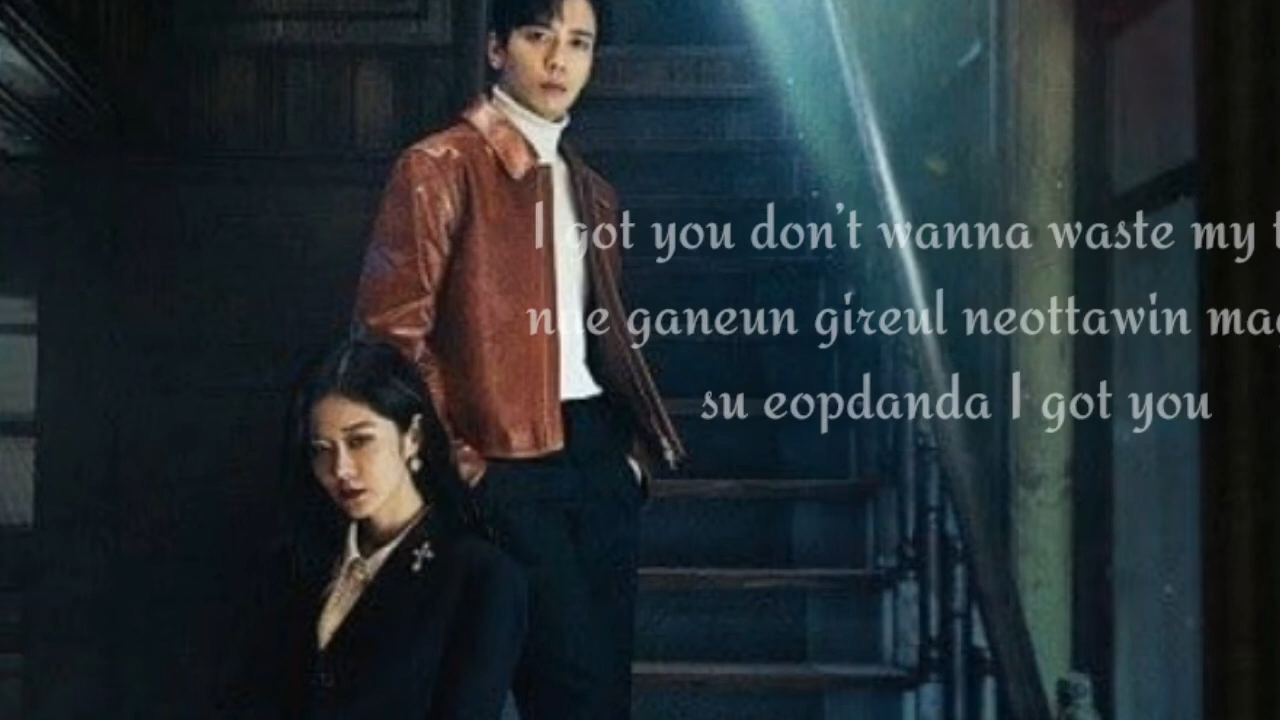 I got you don't wanna waste my
nae ganeun gireul neottawin
su eopdanda I got you